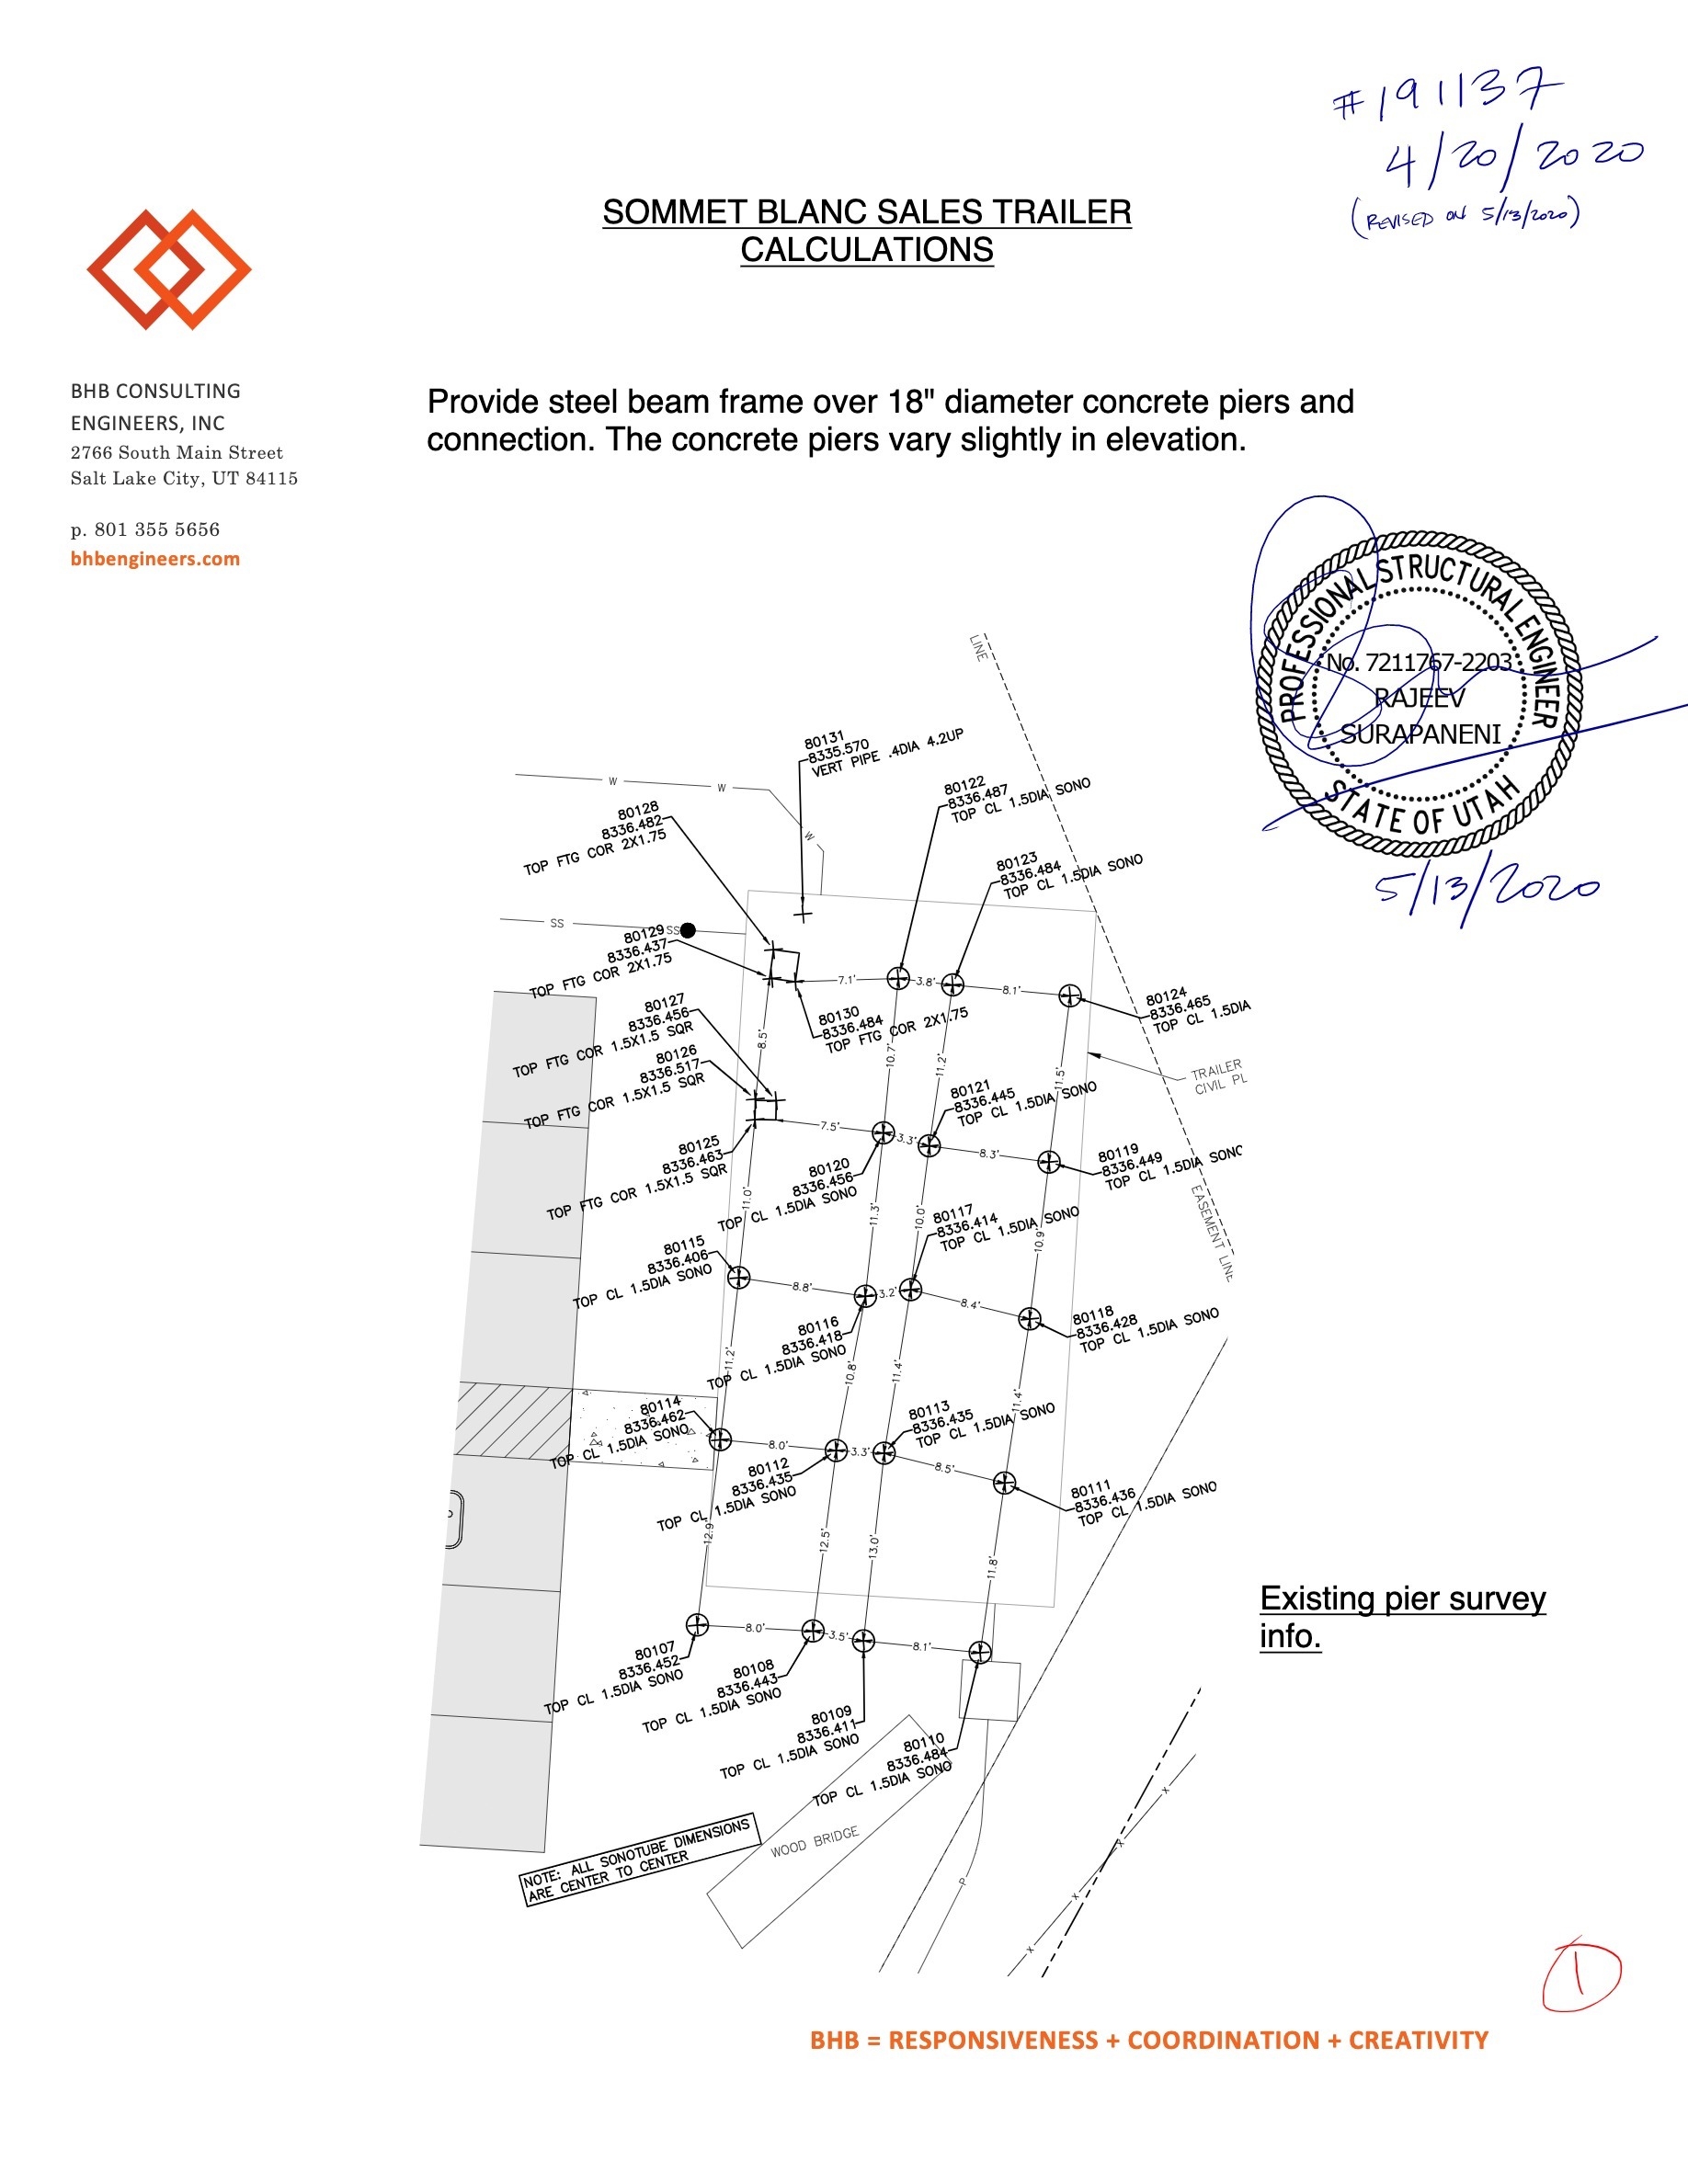 #191137
4/20/2020
(REVISED ON 5/13/2020)
SOMMET BLANC SALES TRAILER
CALCULATIONS
BHB CONSULTING
ENGINEERS, INC
2766 South Main Street
Salt Lake City, UT 84115
p. 801 355 5656
bhbengineers.com
Provide steel beam frame over 18" diameter concrete piers and
connection. The concrete piers vary slightly in elevation.
PROFESSIONAL STRUCTURAL ENGINEER
No. 7211767-2203
RAJEEV
SURAPANENI
STATE OF UTAH
5/13/2020
LINE
80131
8335.570
VERT PIPE .4DIA 4.2UP
W
W
W
80128
8336.482
TOP FTG COR 2X1.75
80122
8336.487
TOP CL 1.5DIA SONO
80123
8336.484
TOP CL 1.5DIA SONO
SS
SS
80129
8336.437
TOP FTG COR 2X1.75
7.1'
3.8'
8.1'
80124
8336.465
TOP CL 1.5DIA
80130
8336.484
TOP FTG COR 2X1.75
80127
8336.456
TOP FTG COR 1.5X1.5 SQR
8.5'
10.7'
11.2'
11.5'
TRAILER
CIVIL PL
80126
8336.517
TOP FTG COR 1.5X1.5 SQR
80121
8336.445
TOP CL 1.5DIA SONO
7.5'
3.3'
8.3'
80125
8336.463
TOP FTG COR 1.5X1.5 SQR
80120
8336.456
TOP CL 1.5DIA SONO
80119
8336.449
TOP CL 1.5DIA SONO
EASEMENT LINE
11.0'
11.3'
10.0'
10.9'
80117
8336.414
TOP CL 1.5DIA SONO
80115
8336.406
TOP CL 1.5DIA SONO
8.8'
3.2'
8.4'
80116
8336.418
TOP CL 1.5DIA SONO
80118
8336.428
TOP CL 1.5DIA SONO
11.2'
10.8'
11.4'
11.4'
80114
8336.462
TOP CL 1.5DIA SONO
80113
8336.435
TOP CL 1.5DIA SONO
8.0'
3.3'
8.5'
80112
8336.435
TOP CL 1.5DIA SONO
80111
8336.436
TOP CL 1.5DIA SONO
12.9'
12.5'
13.0'
11.8'
Existing pier survey
info.
8.0'
3.5'
8.1'
80107
8336.452
TOP CL 1.5DIA SONO
80108
8336.443
TOP CL 1.5DIA SONO
80109
8336.411
TOP CL 1.5DIA SONO
80110
8336.484
TOP CL 1.5DIA SONO
NOTE: ALL SONOTUBE DIMENSIONS
ARE CENTER TO CENTER
WOOD BRIDGE
P
X
X
X
X
1
BHB = RESPONSIVENESS + COORDINATION + CREATIVITY